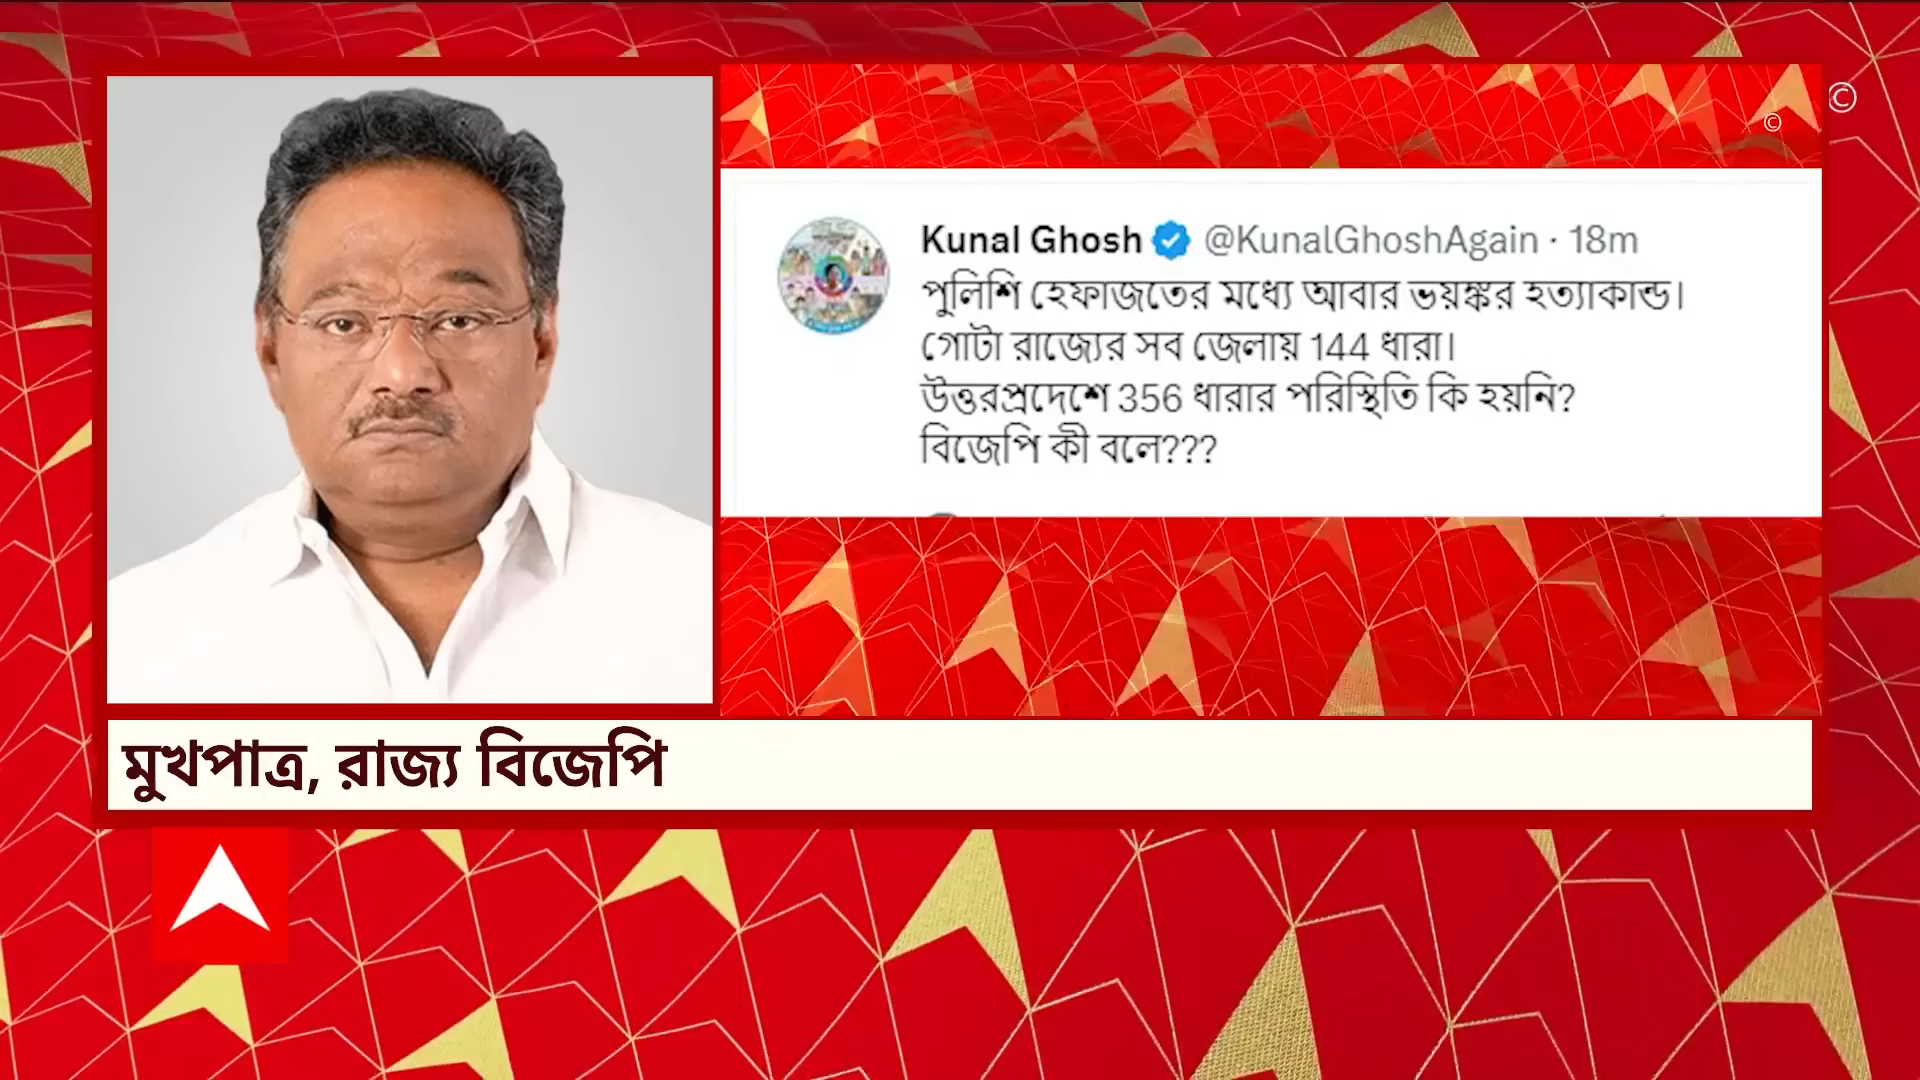 ©
©
Kunal Ghosh @KunalGhoshAgain · 18m
পুলিশি হেফাজতের মধ্যে আবার ভয়ঙ্কর হত্যাকান্ড।
গোটা রাজ্যের সব জেলায় 144 ধারা।
উত্তরপ্রদেশে 356 ধারার পরিস্থিতি কি হয়নি?
বিজেপি কী বলে???
মুখপাত্র, রাজ্য বিজেপি